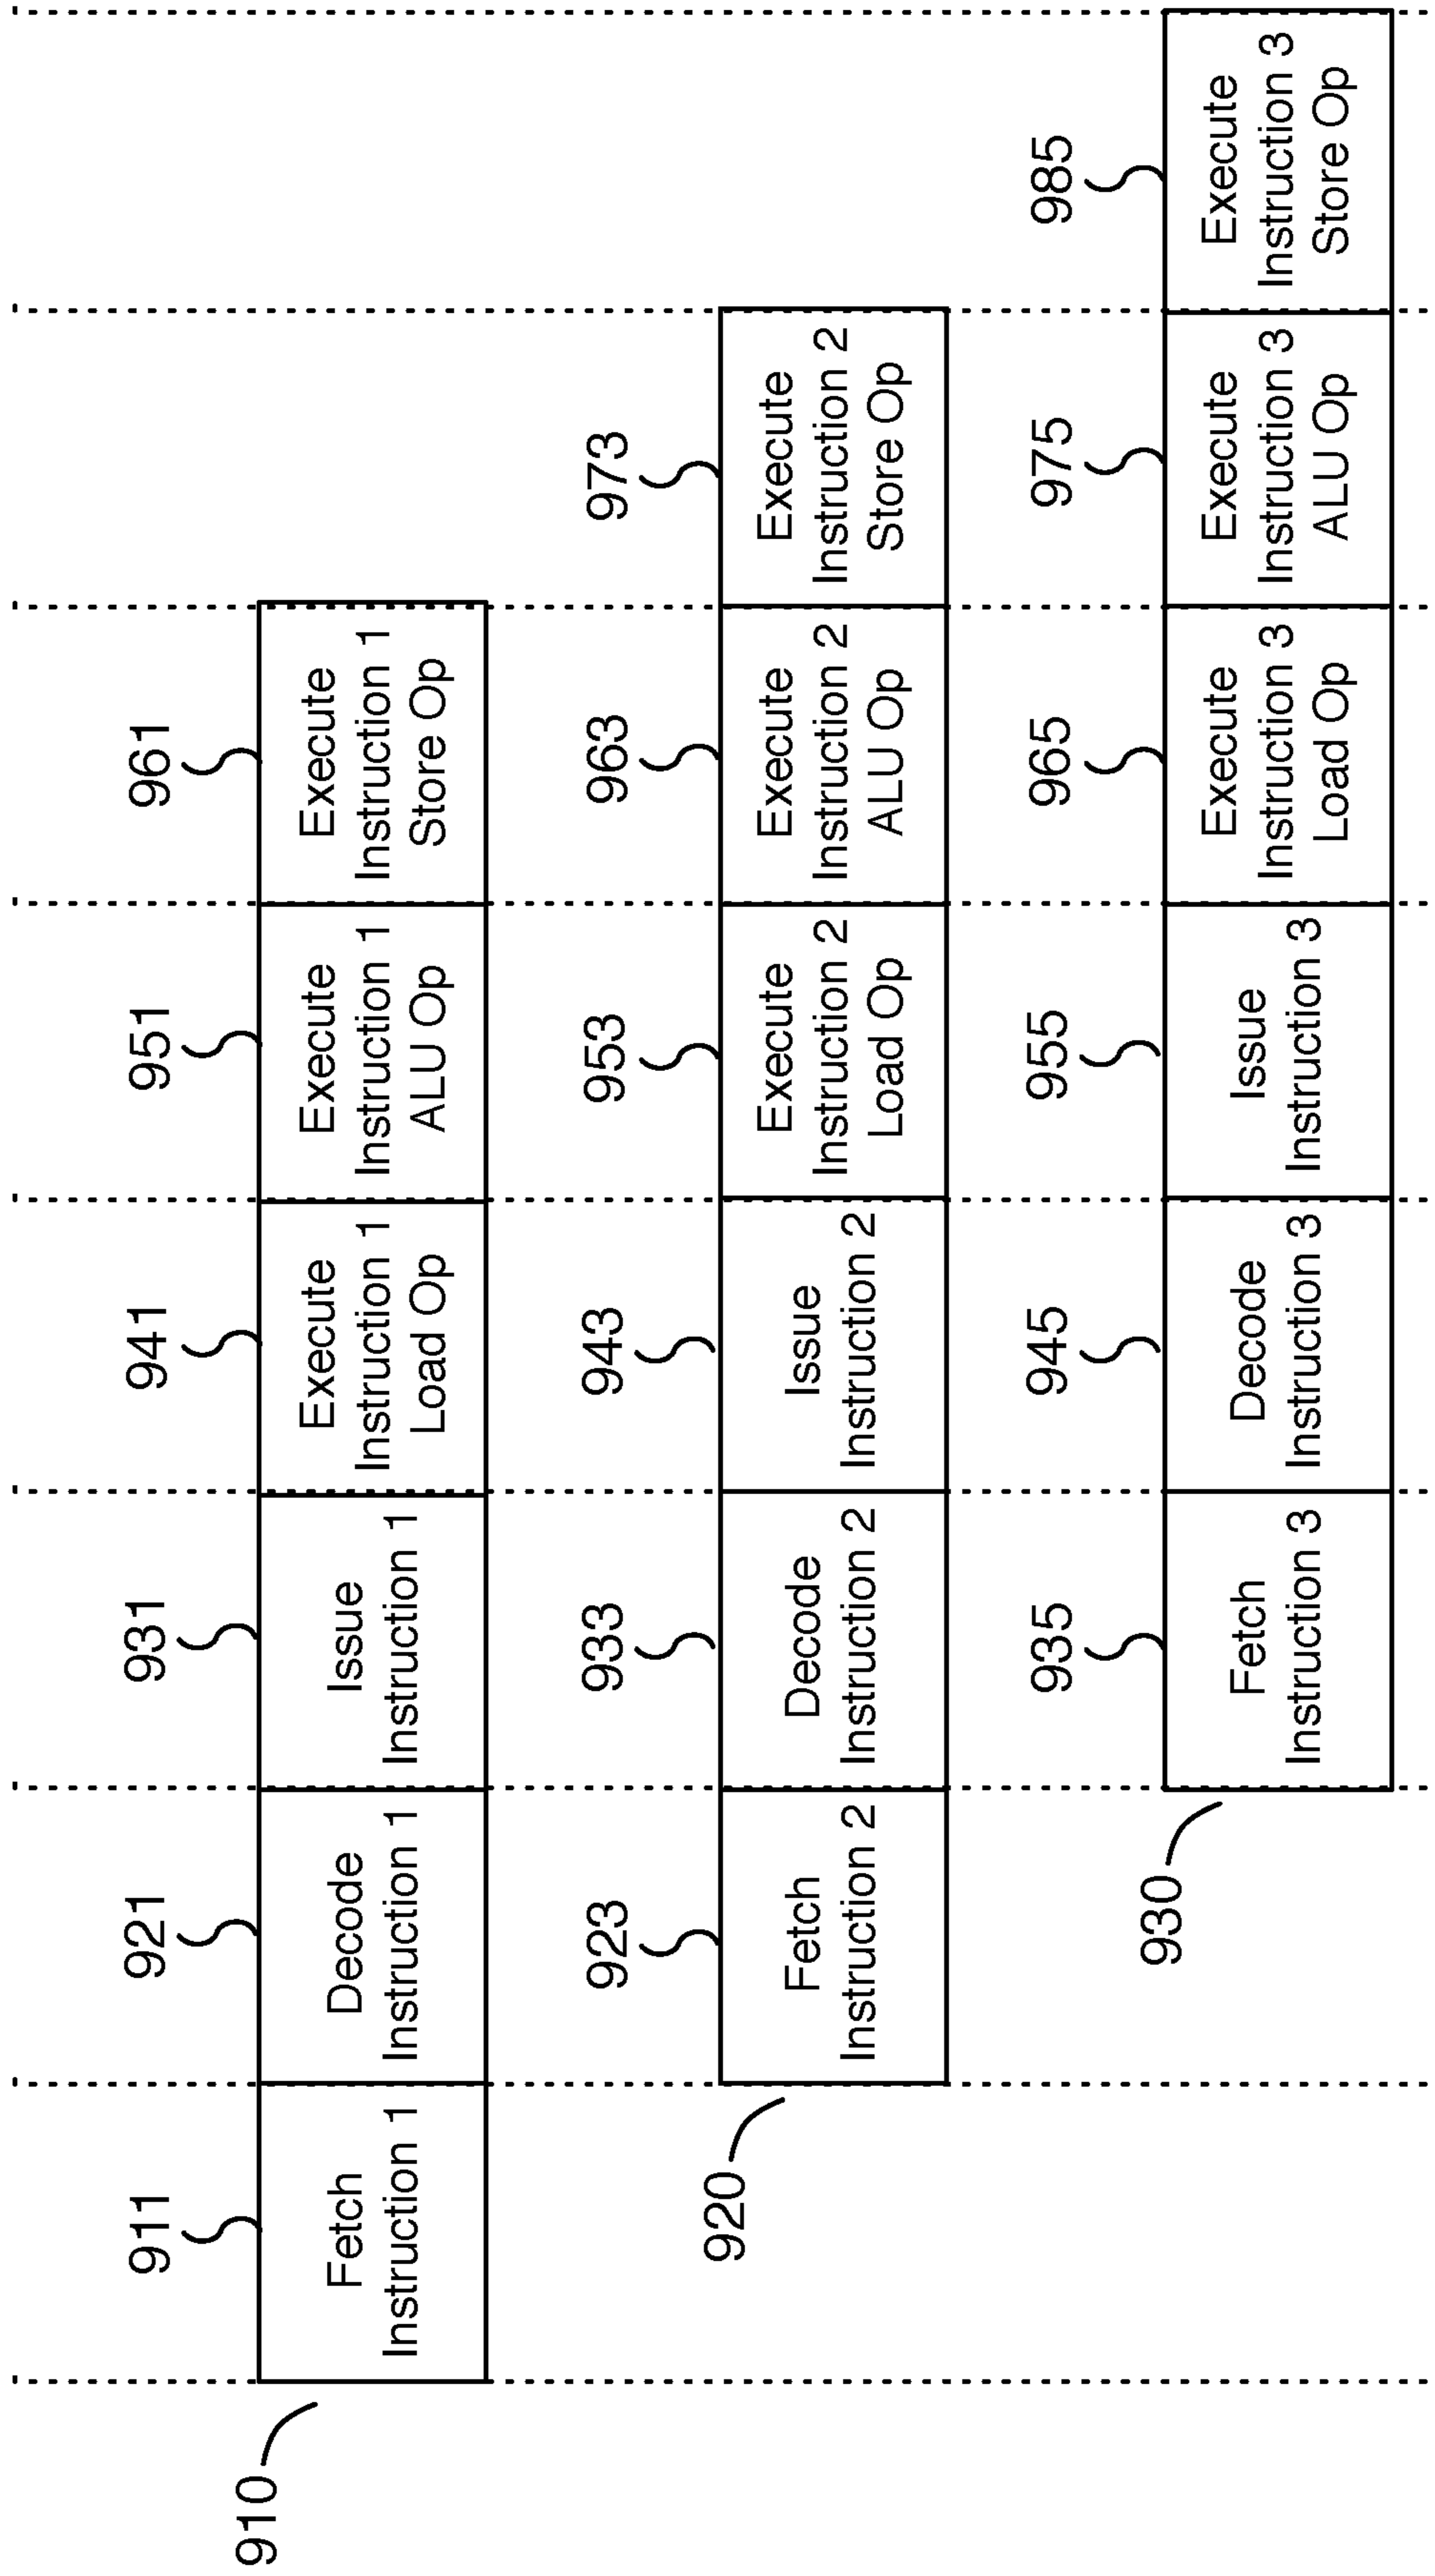 910
911
Fetch
Instruction 1
921
Decode
Instruction 1
931
Issue
Instruction 1
941
Execute
Instruction 1
Load Op
951
Execute
Instruction 1
ALU Op
961
Execute
Instruction 1
Store Op
920
923
Fetch
Instruction 2
933
Decode
Instruction 2
943
Issue
Instruction 2
953
Execute
Instruction 2
Load Op
963
Execute
Instruction 2
ALU Op
973
Execute
Instruction 2
Store Op
930
935
Fetch
Instruction 3
945
Decode
Instruction 3
955
Issue
Instruction 3
965
Execute
Instruction 3
Load Op
975
Execute
Instruction 3
ALU Op
985
Execute
Instruction 3
Store Op